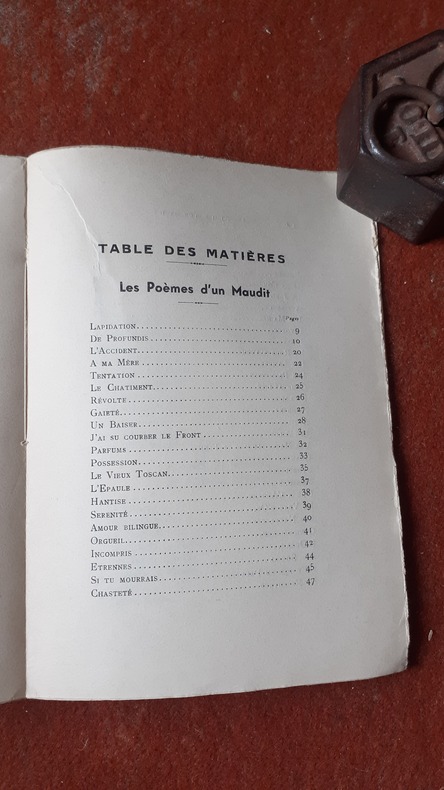 TABLE DES MATIÈRES
Les Poèmes d'un Maudit
Pages
LAPIDATION 9
DE PROFUNDIS 10
L'ACCIDENT 20
A MA MÈRE 22
TENTATION 24
LE CHATIMENT 25
RÉVOLTE 26
GAIETÉ 27
UN BAISER 28
J'AI SU COURBER LE FRONT 31
PARFUMS 32
POSSESSION 33
LE VIEUX TOSCAN 35
L'EPAULE 37
HANTISE 38
SERENITÉ 39
AMOUR BILINGUE 40
ORGUEIL 41
INCOMPRIS 42
ETRENNES 44
SI TU MOURRAIS 45
CHASTETÉ 47